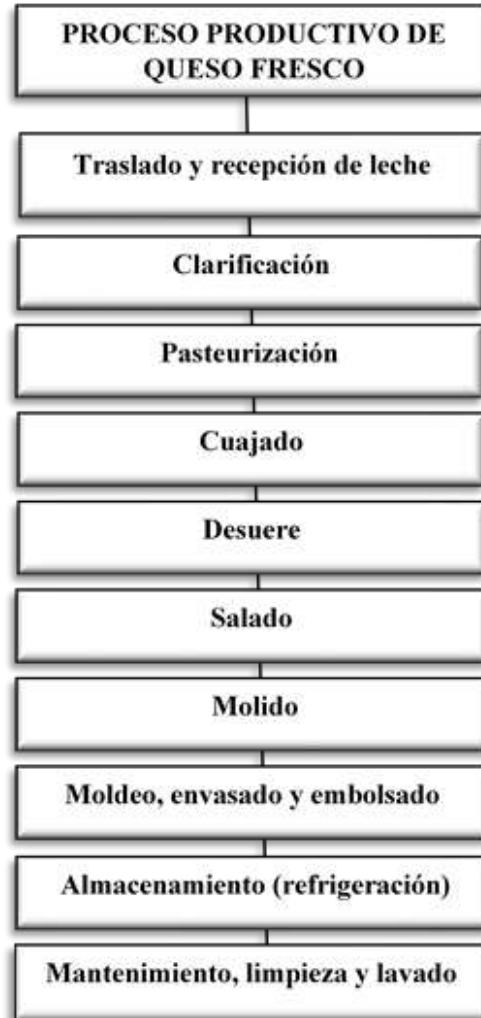 PROCESO PRODUCTIVO DE
QUESO FRESCO
Traslado y recepción de leche
Clarificación
Pasteurización
Cuajado
Desuere
Salado
Molido
Moldeo, envasado y embolsado
Almacenamiento (refrigeración)
Mantenimiento, limpieza y lavado